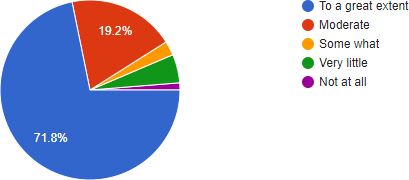 To a great extent
Moderate
Some what
Very little
Not at all
19.2%
71.8%